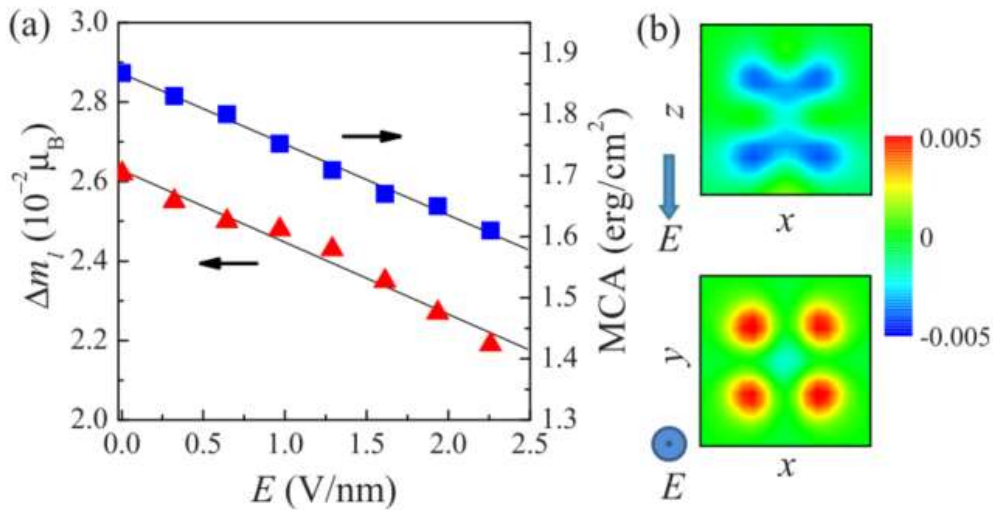 (a)
3.0
2.8
2.6
2.4
2.2
2.0
Δm_l (10⁻² μ_B)
0.0 0.5 1.0 1.5 2.0 2.5
E (V/nm)
1.9
1.8
1.7
1.6
1.5
1.4
1.3
MCA (erg/cm²)
(b)
z
E
x
y
E
x
0.005
0
-0.005